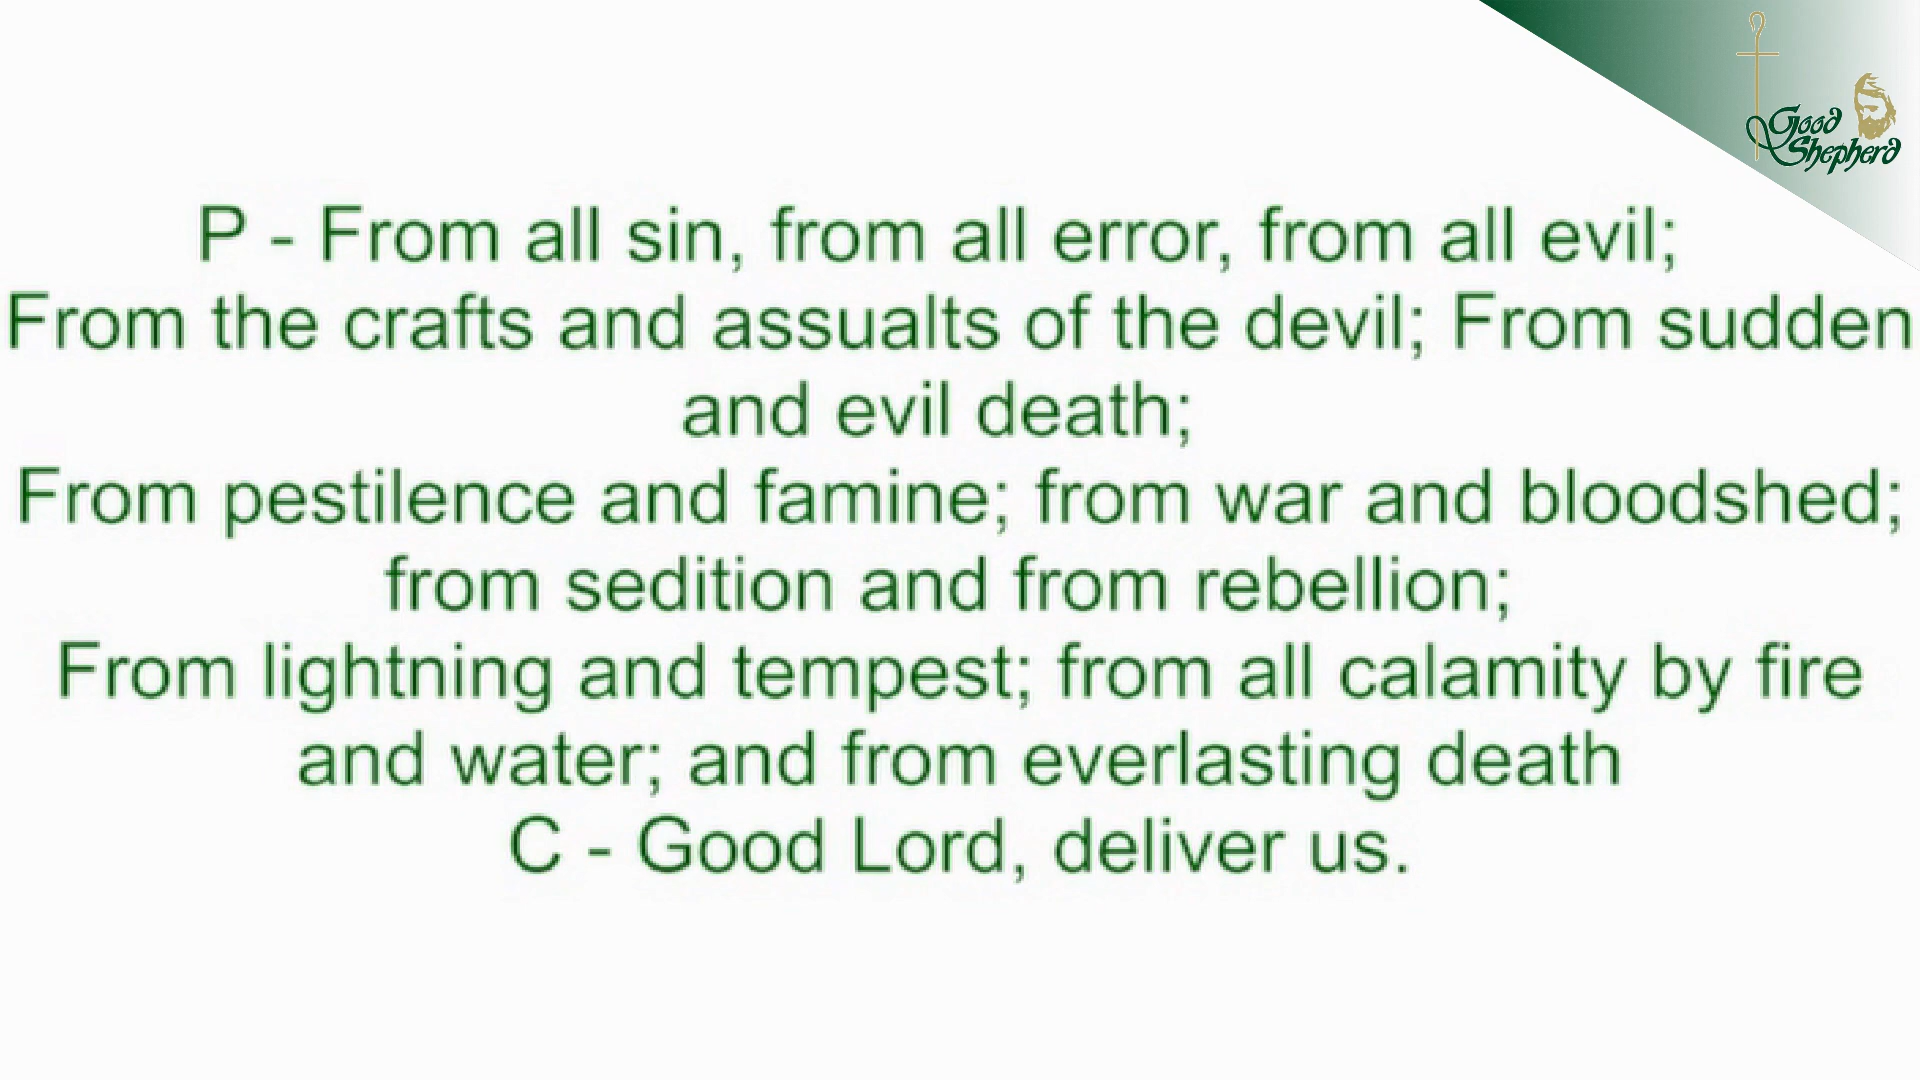 Good
Shepherd
P - From all sin, from all error, from all evil;
From the crafts and assualts of the devil; From sudden
and evil death;
From pestilence and famine; from war and bloodshed;
from sedition and from rebellion;
From lightning and tempest; from all calamity by fire
and water; and from everlasting death
C - Good Lord, deliver us.